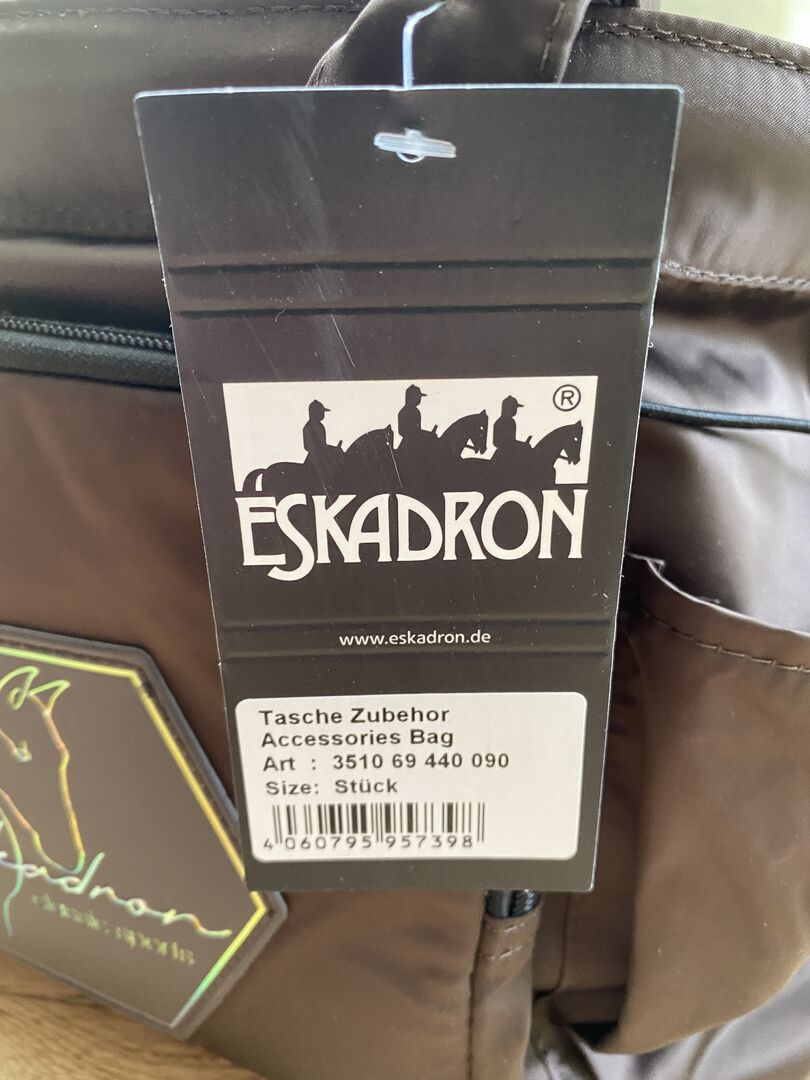 ®
ESKADRON
www.eskadron.de
Tasche Zubehor
Accessories Bag
Art : 3510 69 440 090
Size: Stück
4 060795 957398
kadron
classic sports